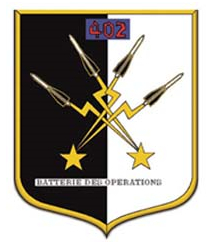 402
BATTERIE DES OPERATIONS